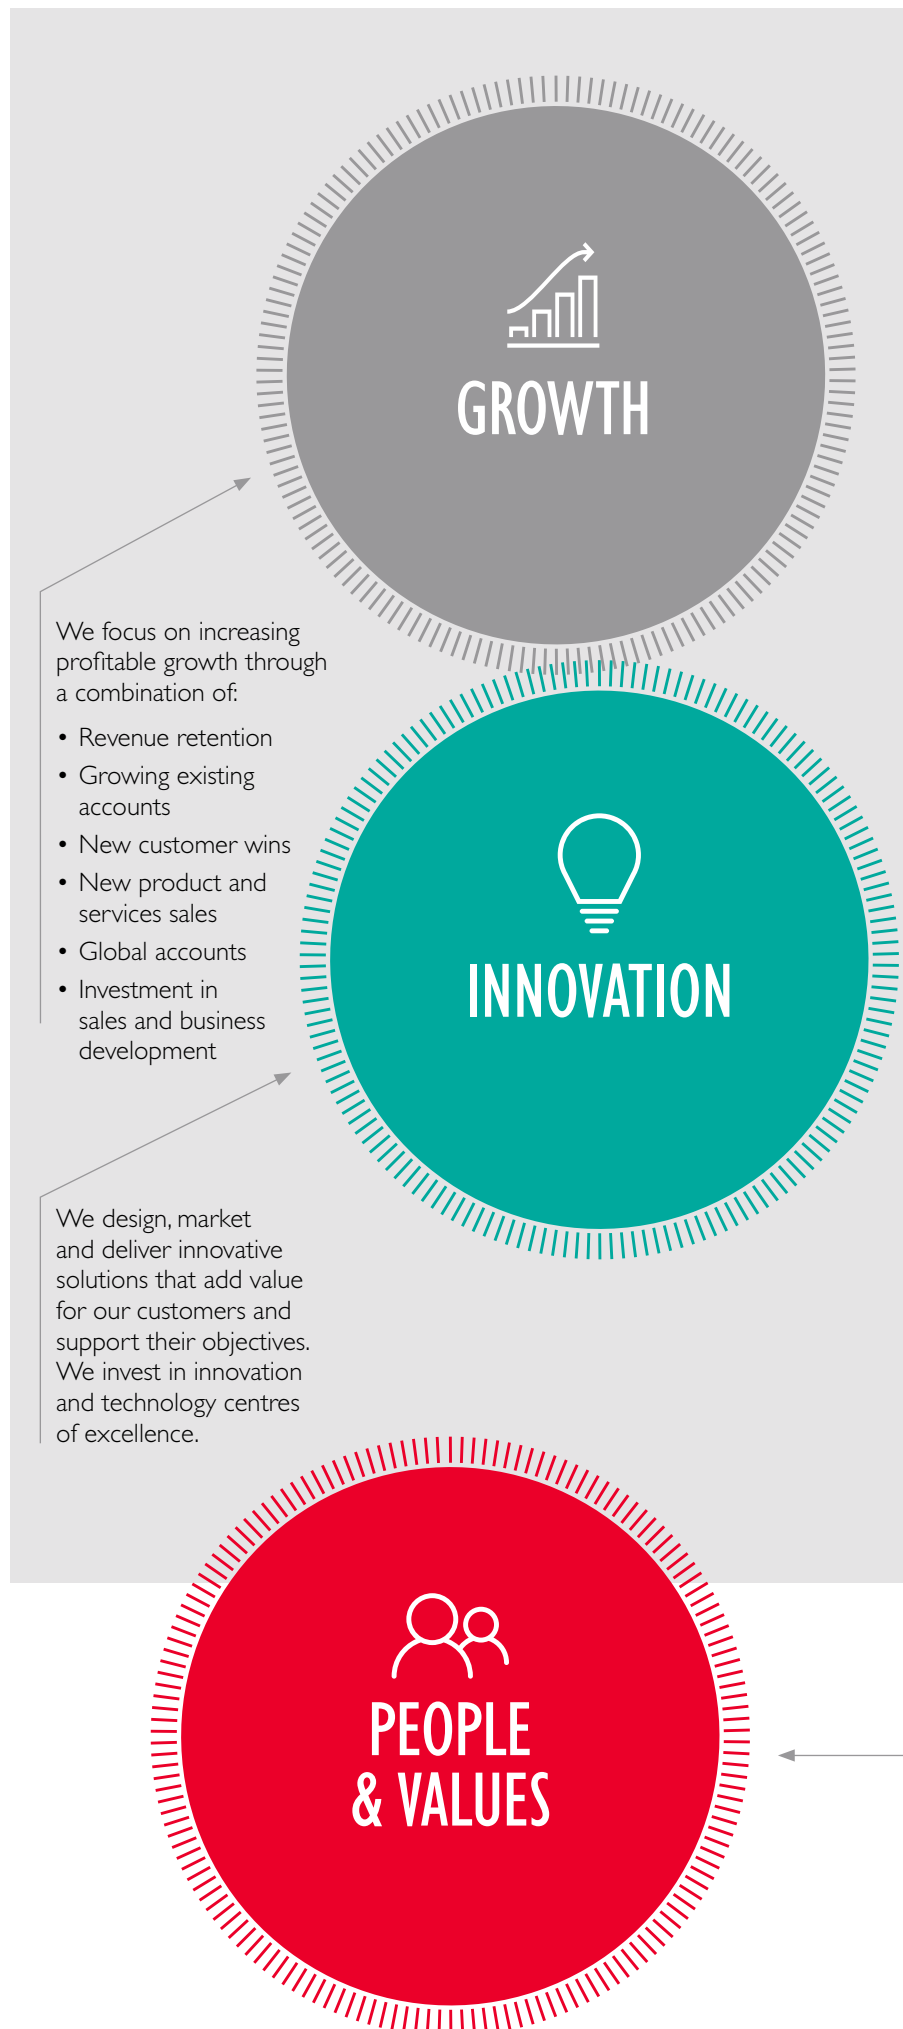 GROWTH
We focus on increasing
profitable growth through
a combination of:
• Revenue retention
• Growing existing
accounts
• New customer wins
• New product and
services sales
• Global accounts
• Investment in
sales and business
development
INNOVATION
We design, market
and deliver innovative
solutions that add value
for our customers and
support their objectives.
We invest in innovation
and technology centres
of excellence.
PEOPLE
& VALUES